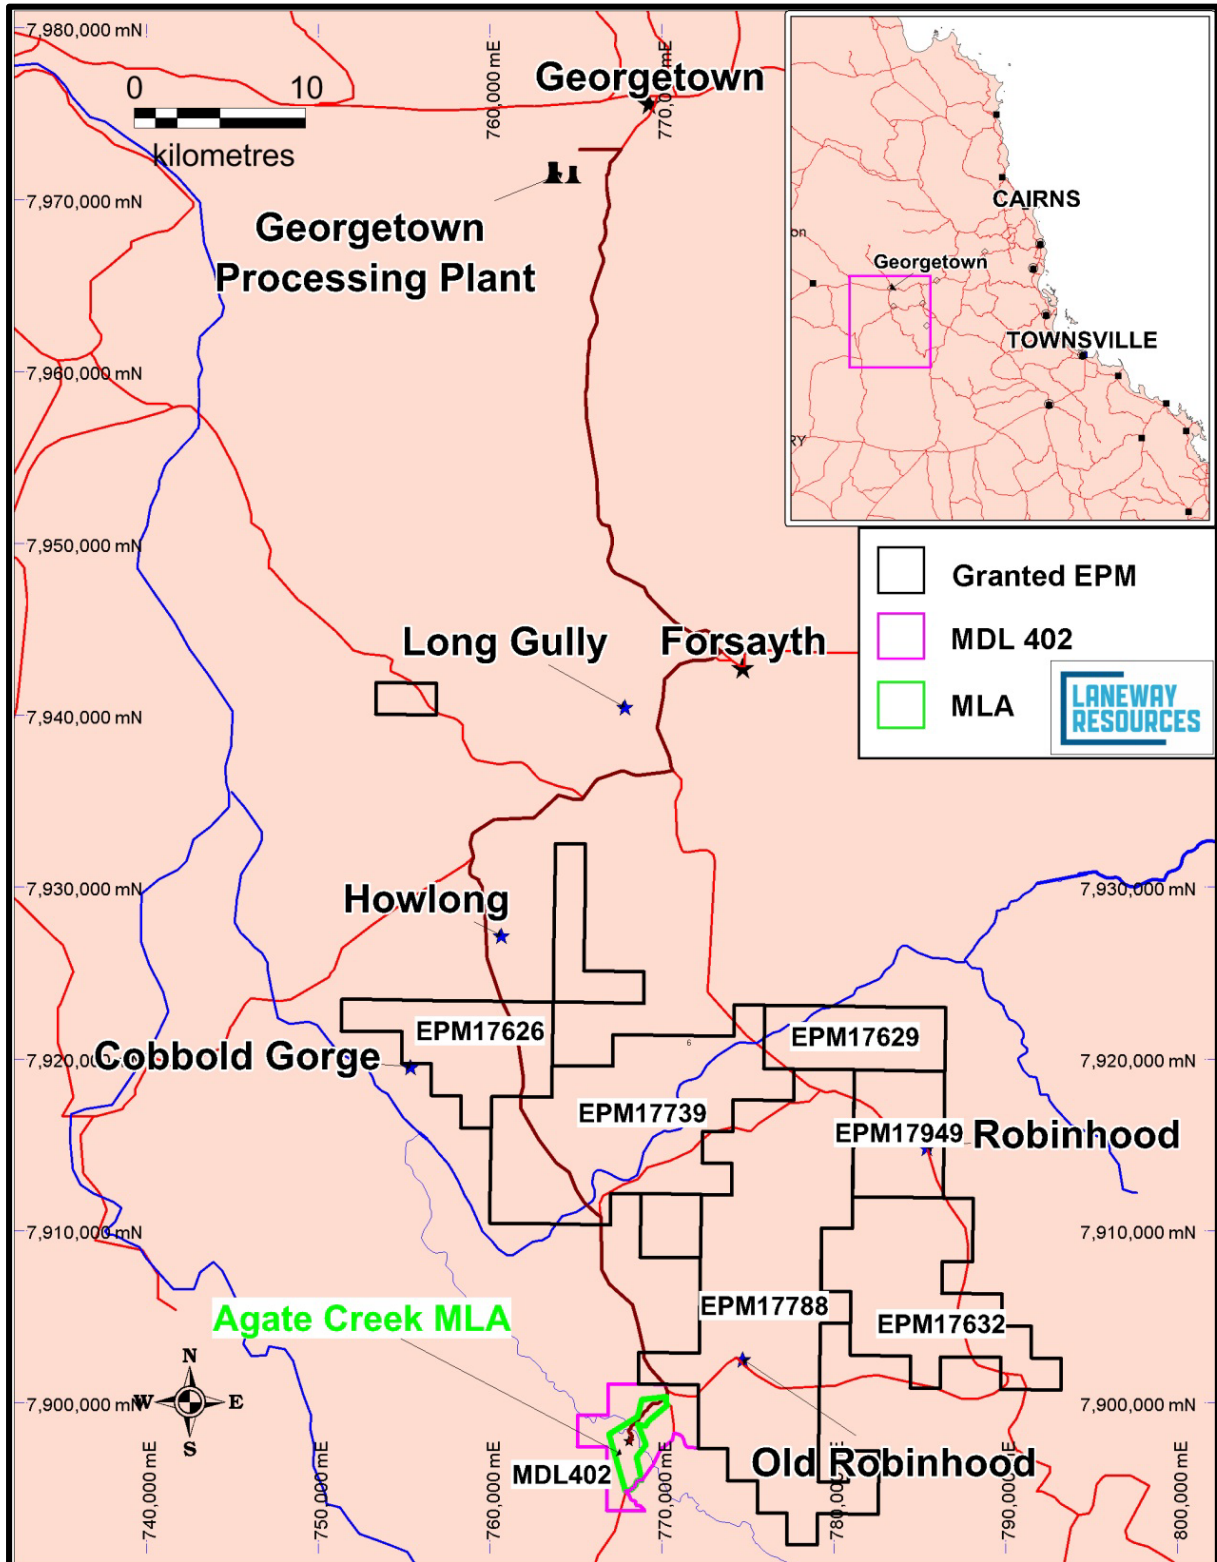 7,980,000 mN
0 10
kilometres
760,000 mE
770,000 mE
Georgetown
7,970,000 mN
Georgetown
Processing Plant
CAIRNS
on
Georgetown
TOWNSVILLE
RY
7,960,000 mN
7,950,000 mN
Granted EPM
MDL 402
MLA
LANEWAY
RESOURCES
Long Gully
Forsayth
7,940,000 mN
7,930,000 mN
7,930,000 mN
Howlong
EPM17626
EPM17629
6
7,920,000 mN
Cobbold Gorge
7,920,000 mN
EPM17739
EPM17949
Robinhood
7,910,000 mN
7,910,000 mN
Agate Creek MLA
EPM17788
EPM17632
N
W E
S
7,900,000 mN
7,900,000 mN
MDL402
Old Robinhood
740,000 mE
750,000 mE
760,000 mE
770,000 mE
780,000 mE
790,000 mE
800,000 mE